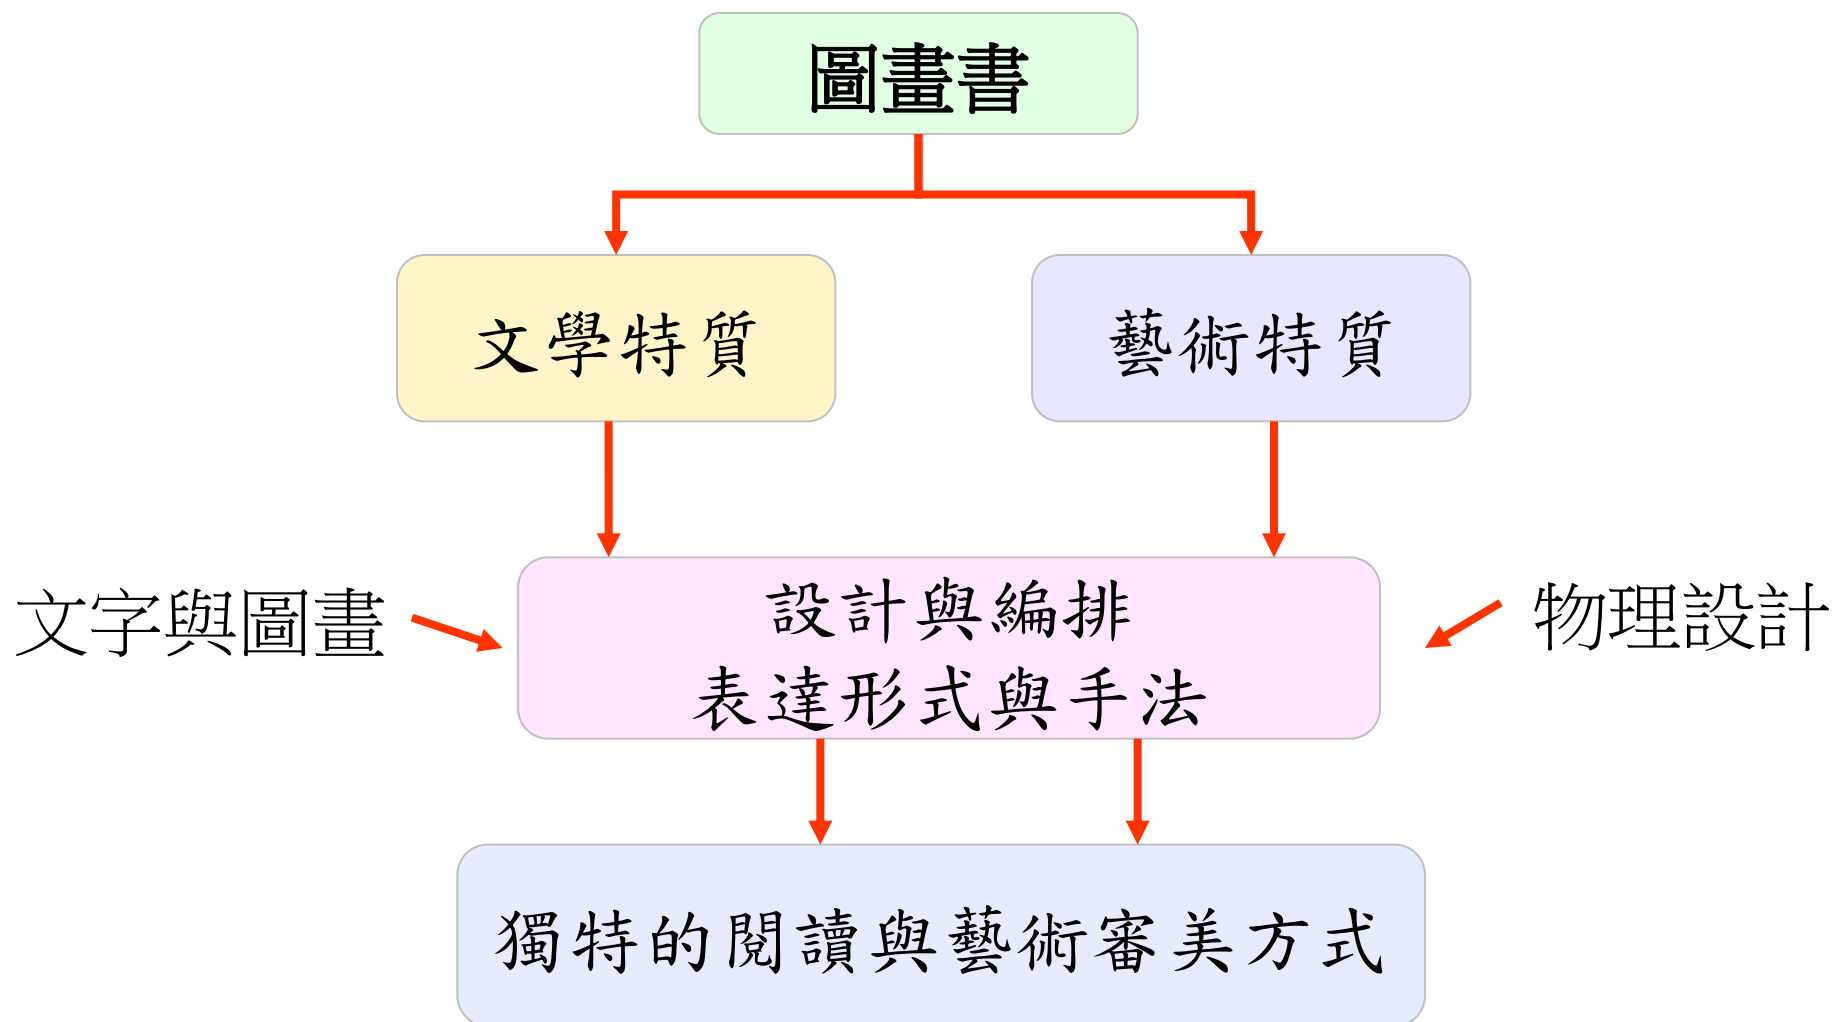 圖畫書
文學特質
藝術特質
文字與圖畫
設計與編排
表達形式與手法
物理設計
獨特的閱讀與藝術審美方式